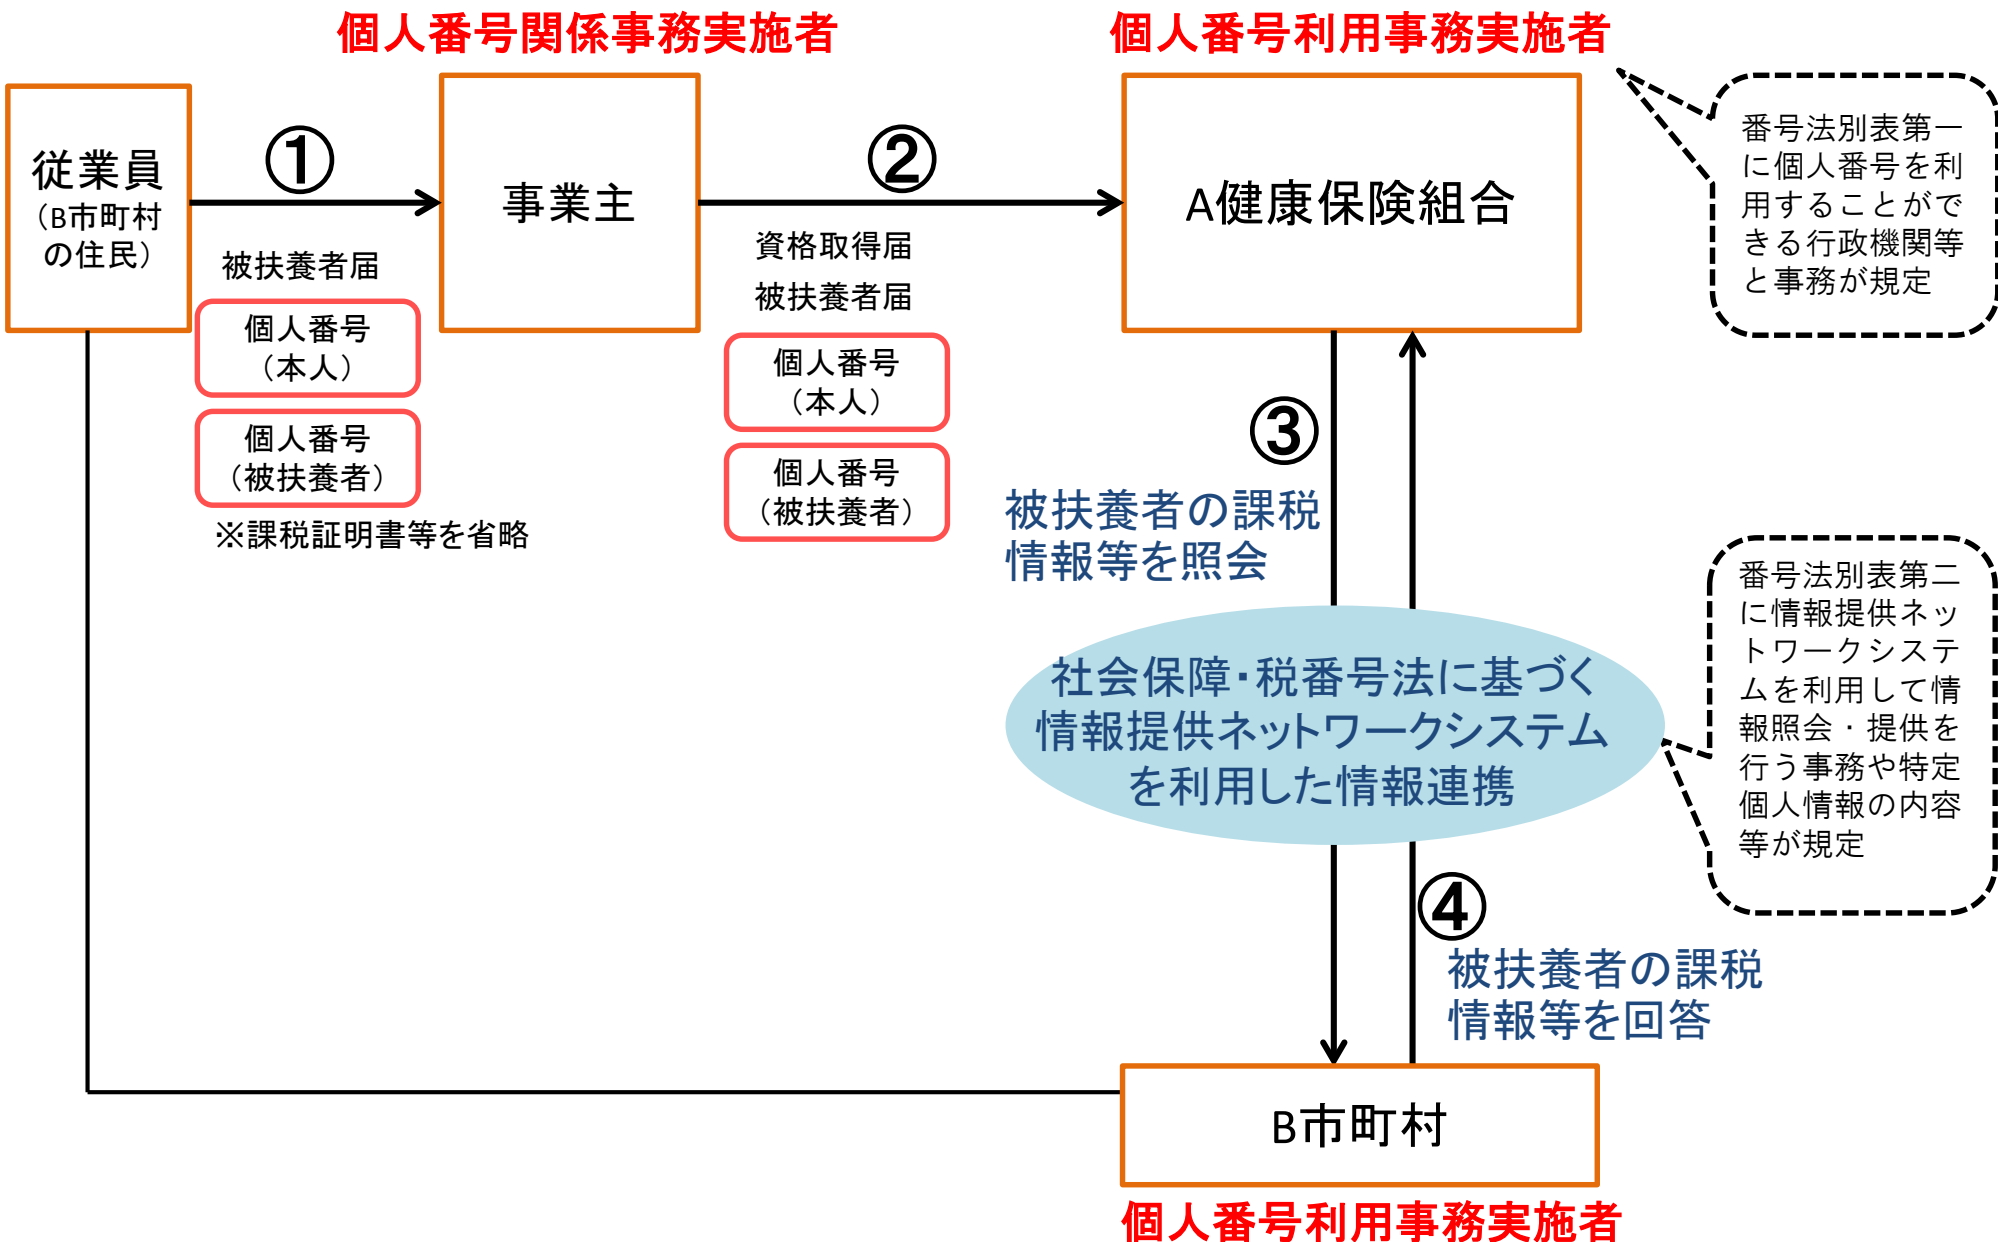 個人番号関係事務実施者
個人番号利用事務実施者
従業員
（B市町村
の住民）
①
事業主
②
A健康保険組合
番号法別表第一
に個人番号を利
用することがで
きる行政機関等
と事務が規定
被扶養者届
個人番号
（本人）
個人番号
（被扶養者）
※課税証明書等を省略
資格取得届
被扶養者届
個人番号
（本人）
個人番号
（被扶養者）
③
被扶養者の課税
情報等を照会
社会保障・税番号法に基づく
情報提供ネットワークシステム
を利用した情報連携
番号法別表第二
に情報提供ネッ
トワークシステ
ムを利用して情
報照会・提供を
行う事務や特定
個人情報の内容
等が規定
④
被扶養者の課税
情報等を回答
B市町村
個人番号利用事務実施者